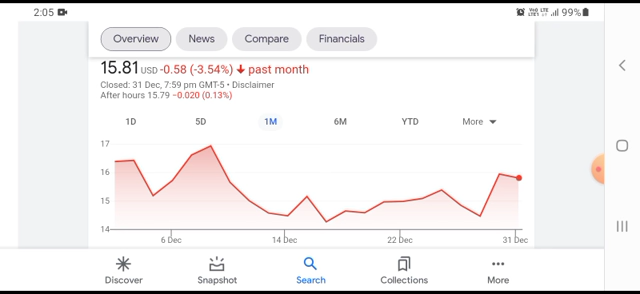 2:05 99%
Overview News Compare Financials
15.81 USD -0.58 (-3.54%) past month
Closed: 31 Dec, 7:59 pm GMT-5 • Disclaimer
After hours 15.79 −0.020 (0.13%)
1D 5D 1M 6M YTD More
17
16
15
14
6 Dec 14 Dec 22 Dec 31 Dec
Discover Snapshot Search Collections More